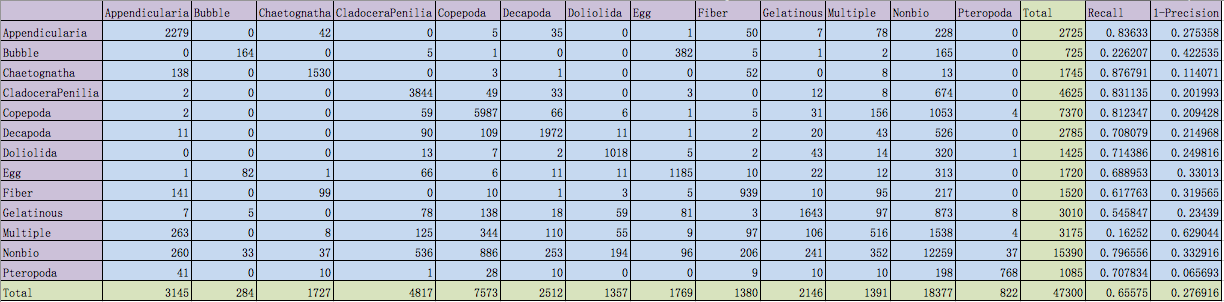 Appendicularia Bubble Chaetognatha CladoceraPenilia Copepoda Decapoda Doliolida Egg Fiber Gelatinous Multiple Nonbio Pteropoda Total Recall 1-Precision
Appendicularia 2279 0 42 0 5 35 0 1 50 7 78 228 0 2725 0.83633 0.275358
Bubble 0 164 0 5 1 0 0 382 5 1 2 165 0 725 0.226207 0.422535
Chaetognatha 138 0 1530 0 3 1 0 0 52 0 8 13 0 1745 0.876791 0.114071
CladoceraPenilia 2 0 0 3844 49 33 0 3 0 12 8 674 0 4625 0.831135 0.201993
Copepoda 2 0 0 59 5987 66 6 1 5 31 156 1053 4 7370 0.812347 0.209428
Decapoda 11 0 0 90 109 1972 11 1 2 20 43 526 0 2785 0.708079 0.214968
Doliolida 0 0 0 13 7 2 1018 5 2 43 14 320 1 1425 0.714386 0.249816
Egg 1 82 1 66 6 11 11 1185 10 22 12 313 0 1720 0.688953 0.33013
Fiber 141 0 99 0 10 1 3 5 939 10 95 217 0 1520 0.617763 0.319565
Gelatinous 7 5 0 78 138 18 59 81 3 1643 97 873 8 3010 0.545847 0.23439
Multiple 263 0 8 125 344 110 55 9 97 106 516 1538 4 3175 0.16252 0.629044
Nonbio 260 33 37 536 886 253 194 96 206 241 352 12259 37 15390 0.796556 0.332916
Pteropoda 41 0 10 1 28 10 0 0 9 10 10 198 768 1085 0.707834 0.065693
Total 3145 284 1727 4817 7573 2512 1357 1769 1380 2146 1391 18377 822 47300 0.65575 0.276916